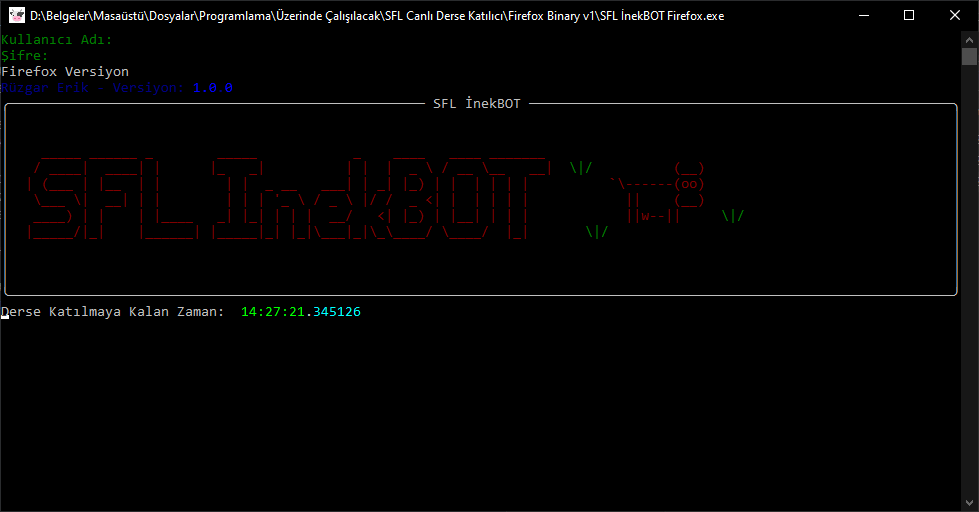 D:\Belgeler\Masaüstü\Dosyalar\Programlama\Üzerinde Çalışılacak\SFL Canlı Derse Katılıcı\Firefox Binary v1\SFL İnekBOT Firefox.exe
Kullanıcı Adı:
Şifre:
Firefox Versiyon
Rüzgar Erik - Versiyon: 1.0.0
SFL İnekBOT
SFL InekBOT
Derse Katılmaya Kalan Zaman: 14:27:21.345126